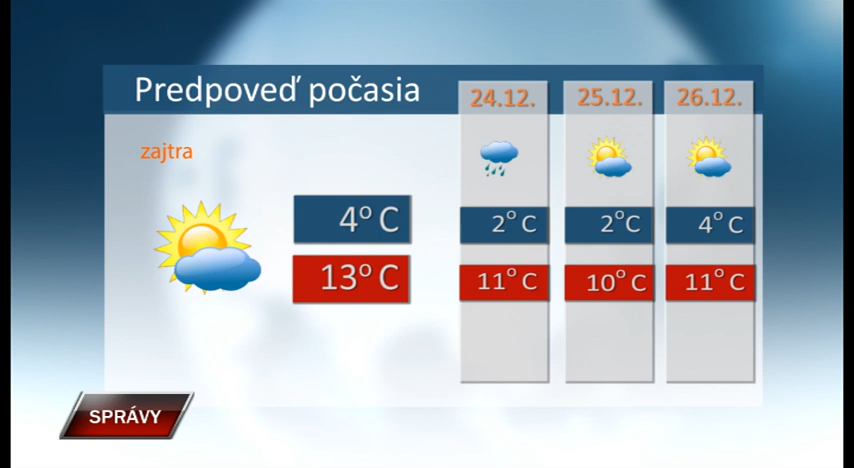 Predpoveď počasia
zajtra
4° C
13° C
24.12.
2° C
11° C
25.12.
2°C
10° C
26.12.
4° C
11° C
SPRÁVY